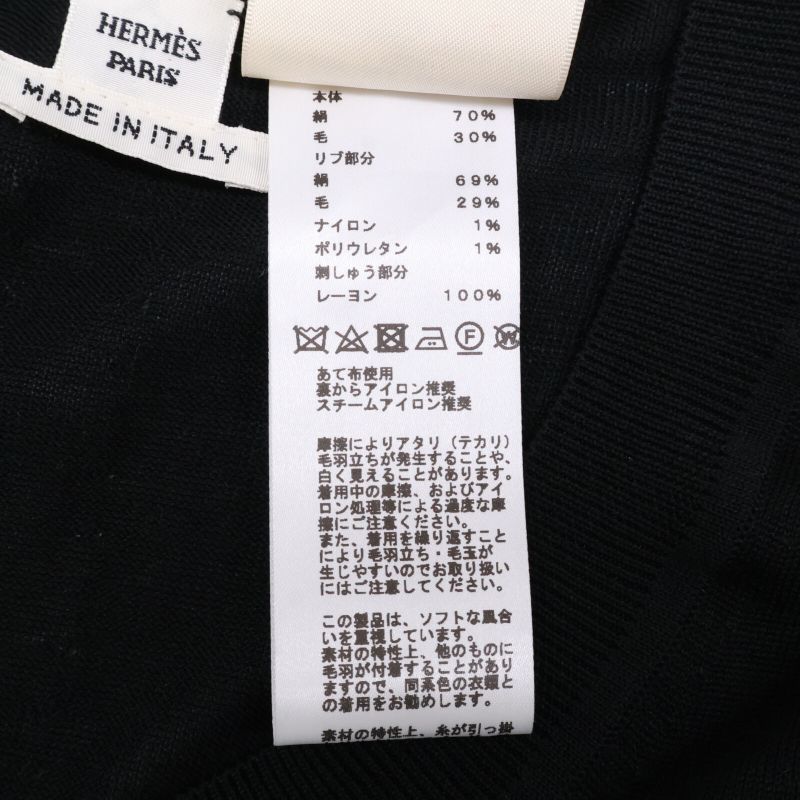 HERMÈS
PARIS
MADE IN ITALY
本体
絹 70%
毛 30%
リブ部分
絹 69%
毛 29%
ナイロン 1%
ポリウレタン 1%
刺しゅう部分
レーヨン 100%
F
W
あて布使用
裏からアイロン推奨
スチームアイロン推奨
摩擦によりアタリ(テカリ)
毛羽立ちが発生することや、
白く見えることがあります。
着用中の摩擦、およびアイ
ロン処理等による過度な摩
擦にご注意ください。
また、着用を繰り返すこと
により毛羽立ち・毛玉が
生じやすいのでお取り扱い
にはご注意してください。
この製品は、ソフトな風合
いを重視しています。
素材の特性上、他のものに
毛羽が付着することがあり
ますので、同系色の衣類と
の着用をお勧めします。
素材の特性上、糸が引っ掛